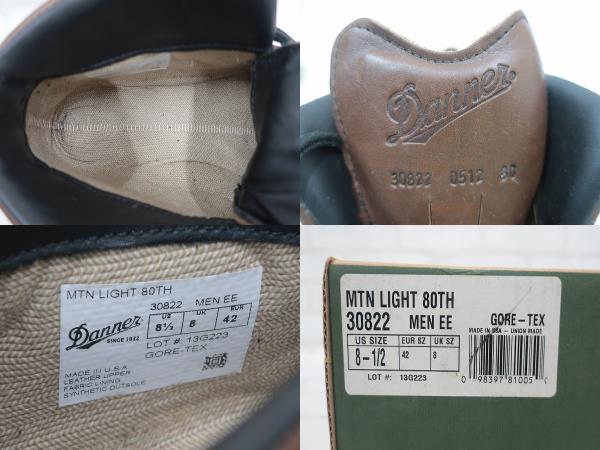 Danner
30822 0512 80
MTN LIGHT 80TH
30822 MEN EE
Danner
SINCE 1932
US UK EUR
8½ 8 42
LOT #: 13G223
GORE-TEX
MADE IN U.S.A
LEATHER UPPER
FABRIC LINING
SYNTHETIC OUTSOLE
MTN LIGHT 80TH
30822 MEN EE
GORE-TEX
MADE IN USA - UNION MADE
US SIZE EUR SZ UK SZ
8-1/2 42 8
LOT #: 13G223
0 98397 81005